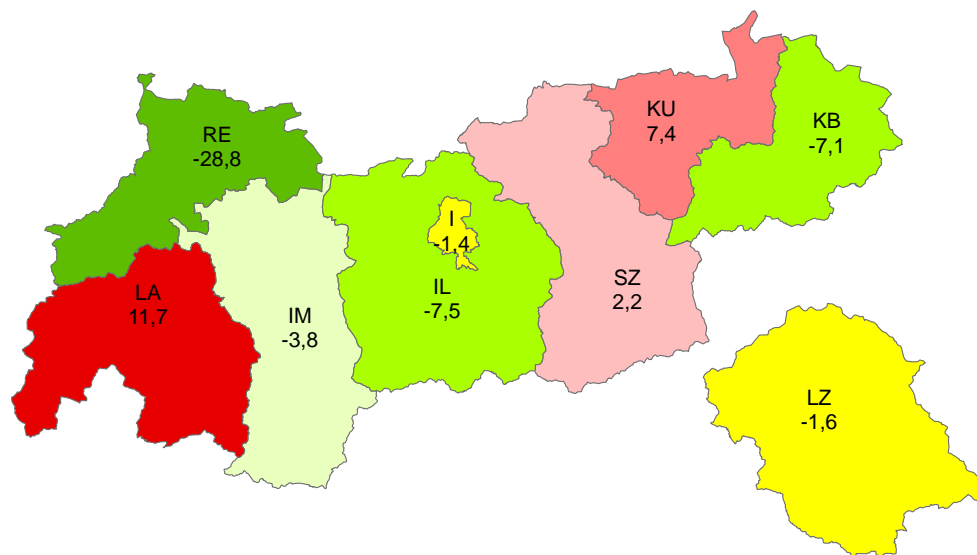 KU
7,4
KB
-7,1
RE
-28,8
I
-1,4
SZ
2,2
IL
-7,5
LA
11,7
IM
-3,8
LZ
-1,6